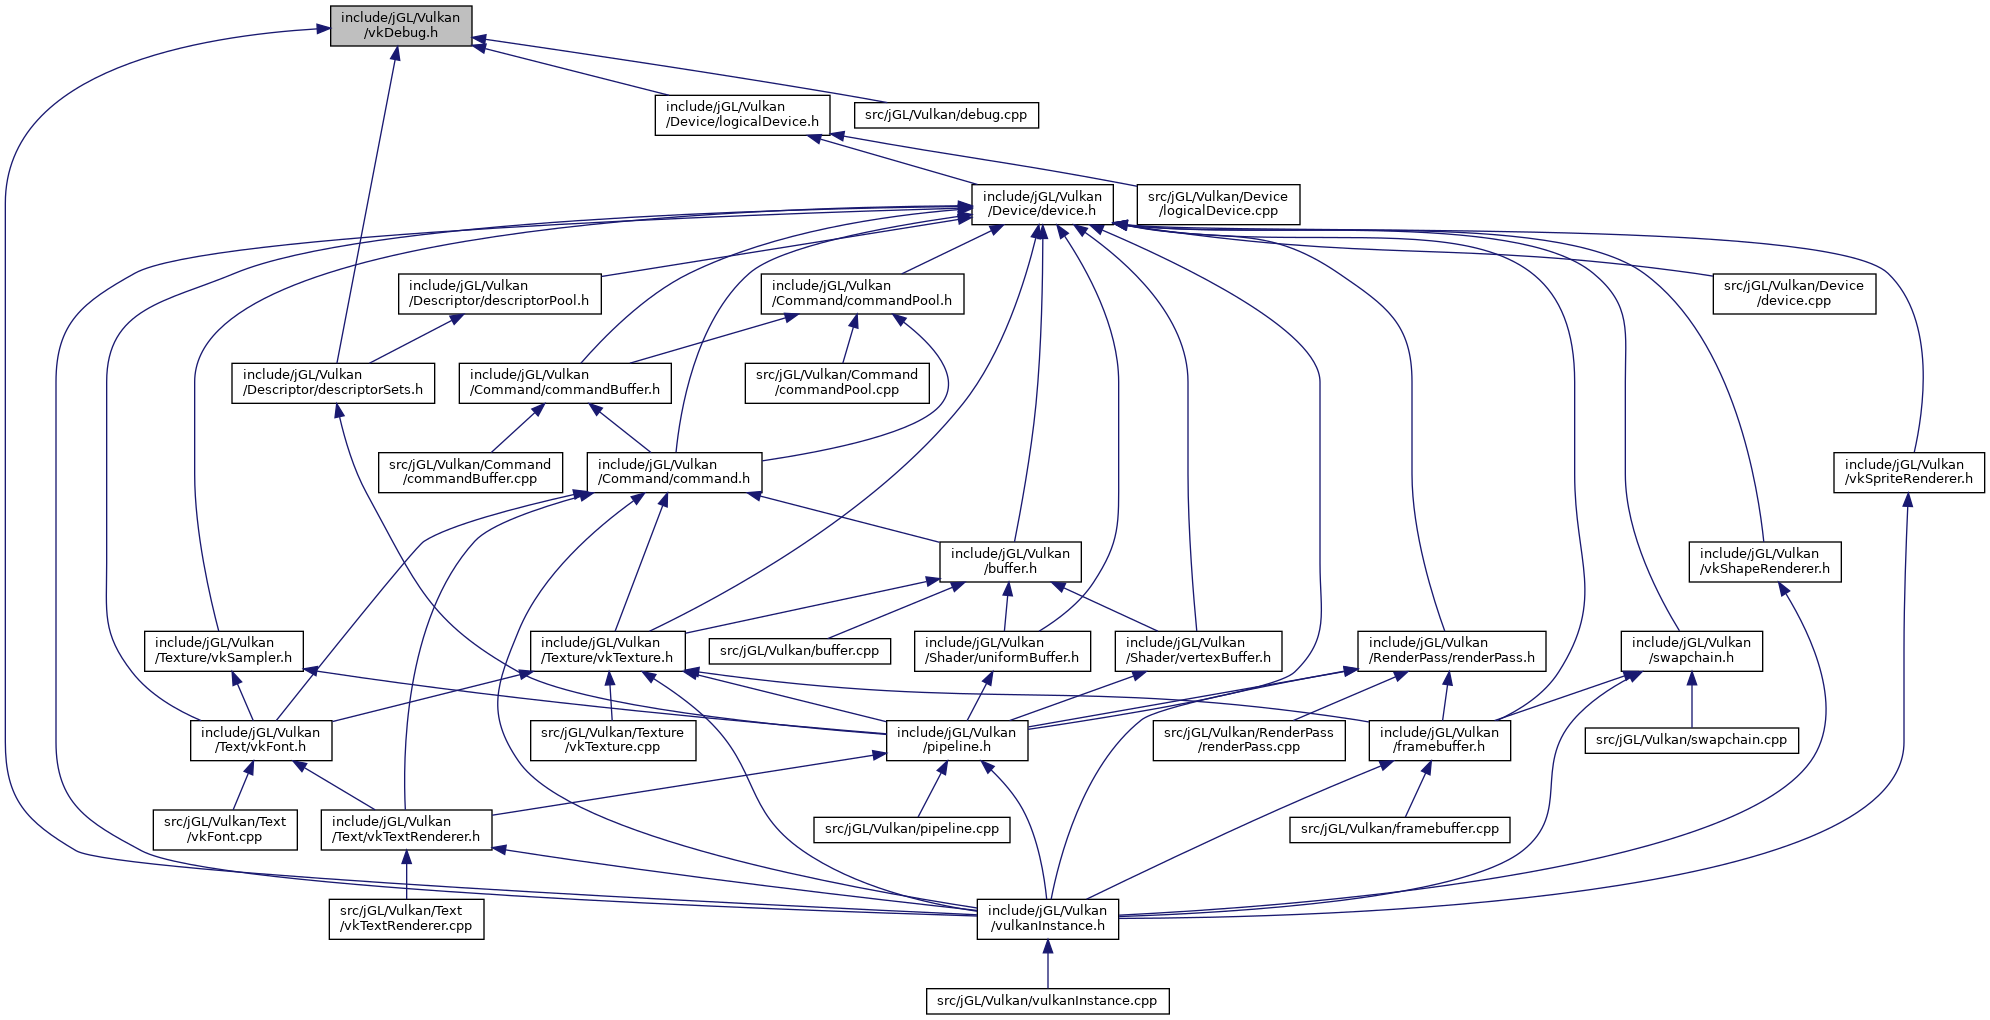 include/jGL/Vulkan
/vkDebug.h
include/jGL/Vulkan
/Device/logicalDevice.h
src/jGL/Vulkan/debug.cpp
include/jGL/Vulkan
/Device/device.h
src/jGL/Vulkan/Device
/logicalDevice.cpp
include/jGL/Vulkan
/Descriptor/descriptorPool.h
include/jGL/Vulkan
/Command/commandPool.h
src/jGL/Vulkan/Device
/device.cpp
include/jGL/Vulkan
/Descriptor/descriptorSets.h
include/jGL/Vulkan
/Command/commandBuffer.h
src/jGL/Vulkan/Command
/commandPool.cpp
src/jGL/Vulkan/Command
/commandBuffer.cpp
include/jGL/Vulkan
/Command/command.h
include/jGL/Vulkan
/vkSpriteRenderer.h
include/jGL/Vulkan
/buffer.h
include/jGL/Vulkan
/vkShapeRenderer.h
include/jGL/Vulkan
/Texture/vkSampler.h
include/jGL/Vulkan
/Texture/vkTexture.h
src/jGL/Vulkan/buffer.cpp
include/jGL/Vulkan
/Shader/uniformBuffer.h
include/jGL/Vulkan
/Shader/vertexBuffer.h
include/jGL/Vulkan
/RenderPass/renderPass.h
include/jGL/Vulkan
/swapchain.h
include/jGL/Vulkan
/Text/vkFont.h
src/jGL/Vulkan/Texture
/vkTexture.cpp
include/jGL/Vulkan
/pipeline.h
src/jGL/Vulkan/RenderPass
/renderPass.cpp
include/jGL/Vulkan
/framebuffer.h
src/jGL/Vulkan/swapchain.cpp
src/jGL/Vulkan/Text
/vkFont.cpp
include/jGL/Vulkan
/Text/vkTextRenderer.h
src/jGL/Vulkan/pipeline.cpp
src/jGL/Vulkan/framebuffer.cpp
src/jGL/Vulkan/Text
/vkTextRenderer.cpp
include/jGL/Vulkan
/vulkanInstance.h
src/jGL/Vulkan/vulkanInstance.cpp